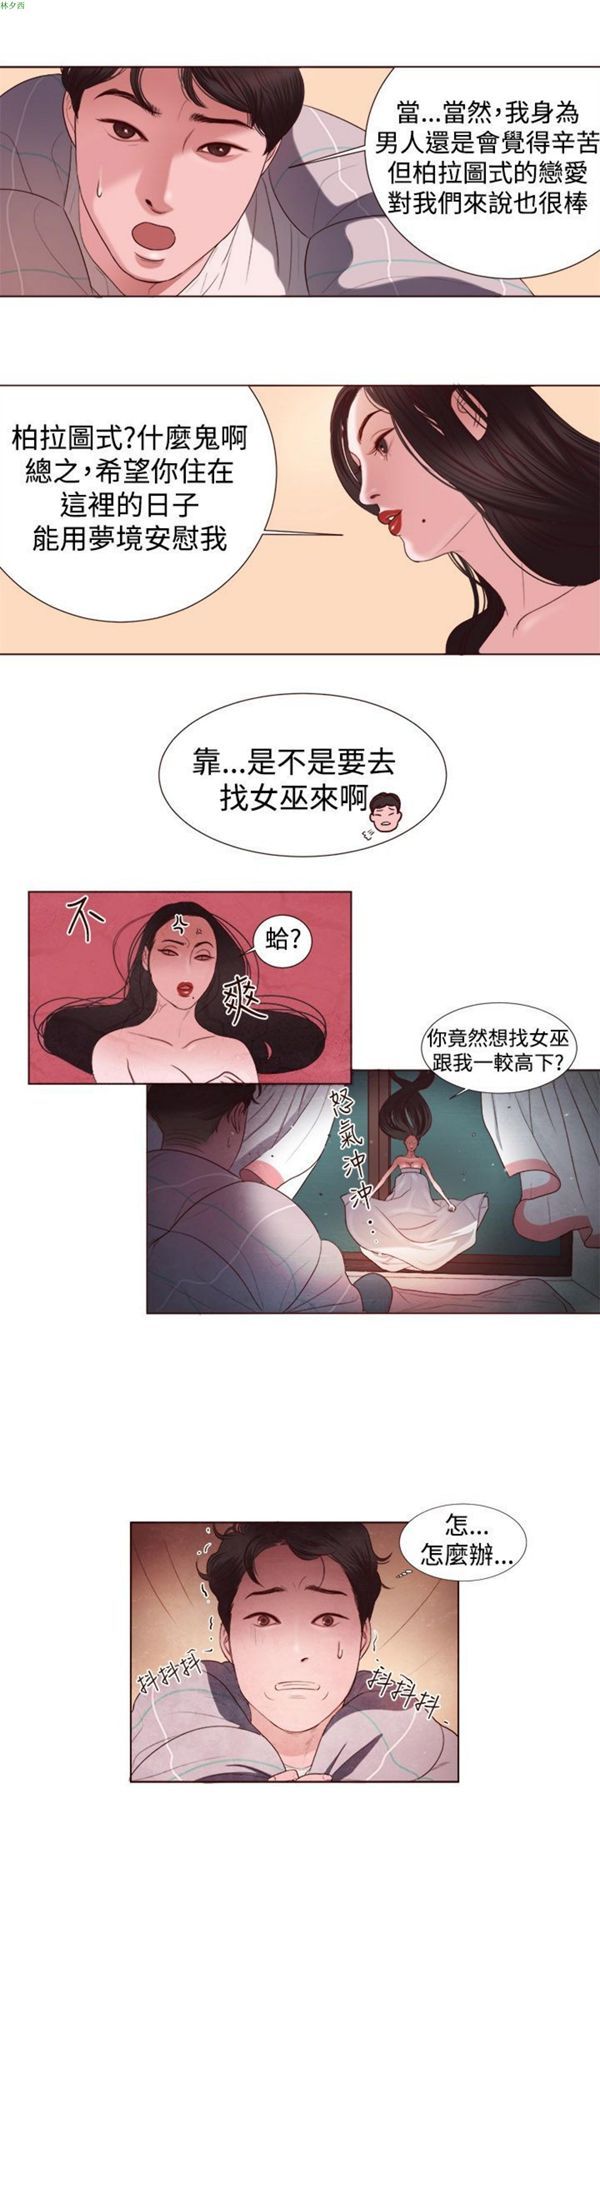 林夕西
當...當然,我身為
男人還是會覺得辛苦
但柏拉圖式的戀愛
對我們來說也很棒
柏拉圖式?什麼鬼啊
總之,希望你住在
這裡的日子
能用夢境安慰我
靠...是不是要去
找女巫來啊
不
爽
蛤?
你竟然想找女巫
跟我一較高下?
怒氣沖沖...
怎...
怎麼辦...
抖抖抖
抖抖抖